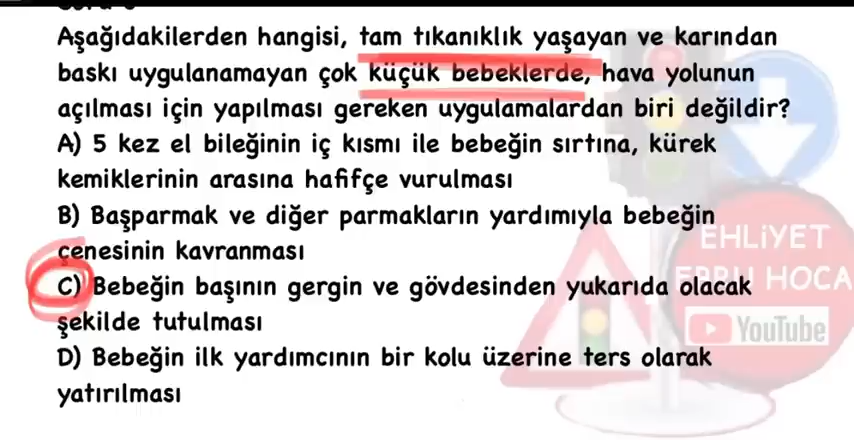 Aşağıdakilerden hangisi, tam tıkanıklık yaşayan ve karından
baskı uygulanamayan çok küçük bebeklerde, hava yolunun
açılması için yapılması gereken uygulamalardan biri değildir?
A) 5 kez el bileğinin iç kısmı ile bebeğin sırtına, kürek
kemiklerinin arasına hafifçe vurulması
B) Başparmak ve diğer parmakların yardımıyla bebeğin
çenesinin kavranması
C) Bebeğin başının gergin ve gövdesinden yukarıda olacak
şekilde tutulması
D) Bebeğin ilk yardımcının bir kolu üzerine ters olarak
yatırılması
EHLİYET
EBRU HOCA
YouTube